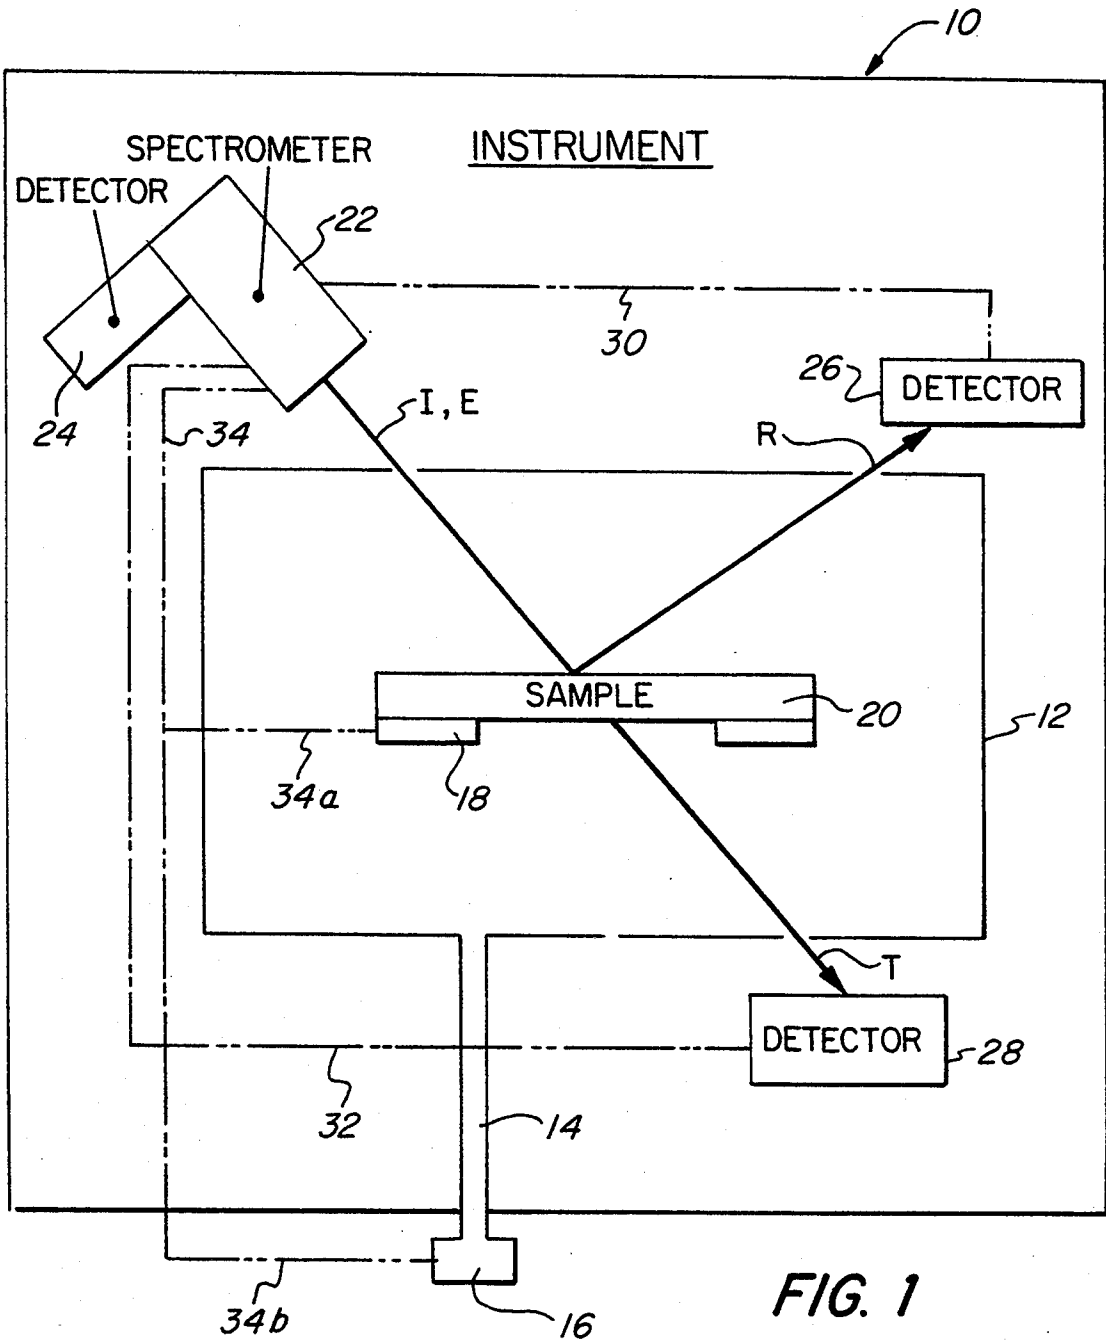 10
INSTRUMENT
SPECTROMETER
DETECTOR
22
30
26
DETECTOR
24
34
I, E
R
SAMPLE
20
12
34a
18
T
DETECTOR
28
32
14
34b
16
FIG. 1